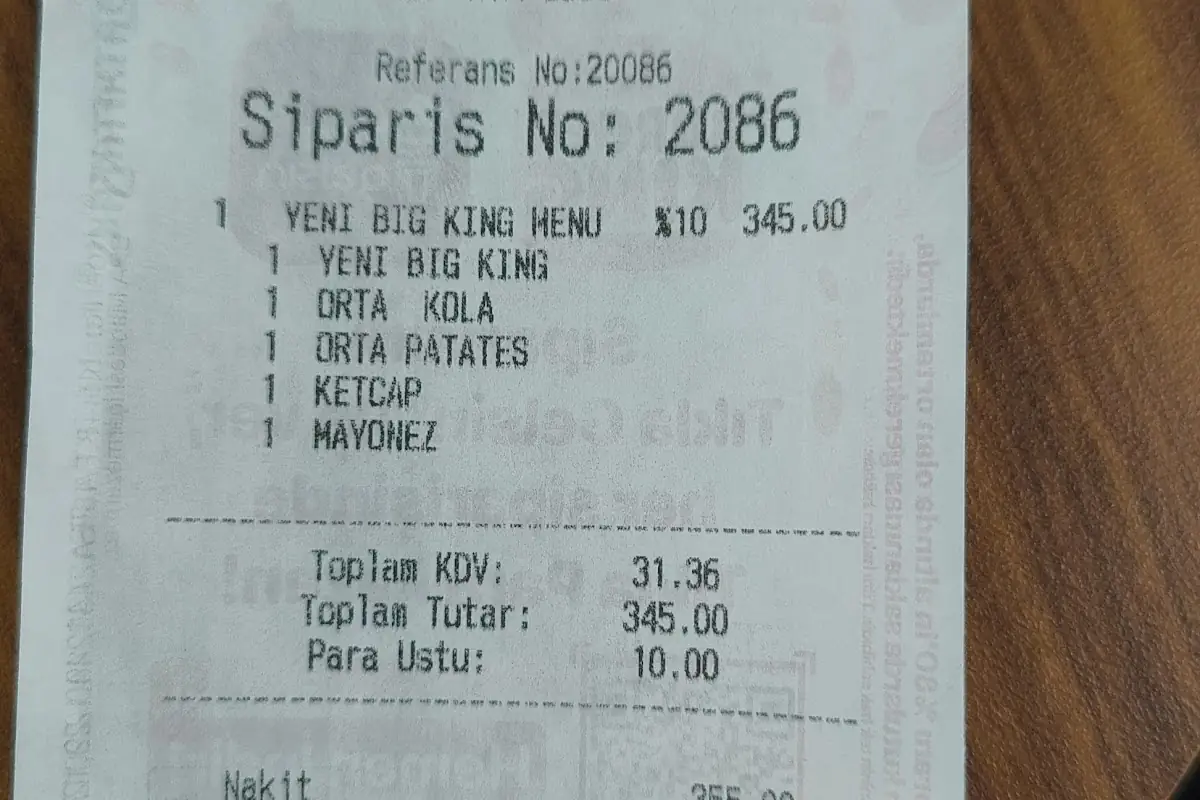 Referans No:20086
Siparis No: 2086
1 YENI BIG KING MENU %10 345.00
1 YENI BIG KING
1 ORTA KOLA
1 ORTA PATATES
1 KETCAP
1 MAYONEZ
Toplam KDV: 31.36
Toplam Tutar: 345.00
Para Ustu: 10.00
Nakit 355.00